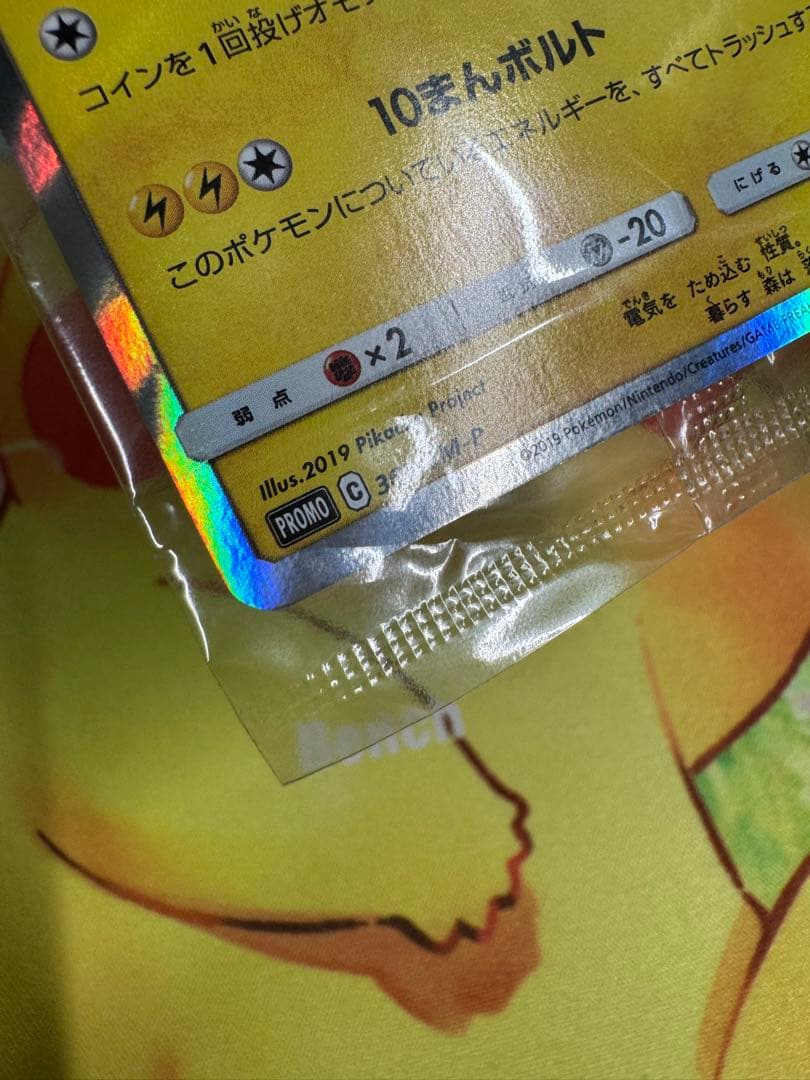 コインを1回投げオモ
10まんボルト
このポケモンについているエネルギーを、すべてトラッシュす
弱点 ×2
-20
にげる
電気を ため込む 性質。
暮らす 森は
Illus.2019 Project
©2019 Pokémon/Nintendo/Creatures/GAME FREAK
PROMO C
Bench